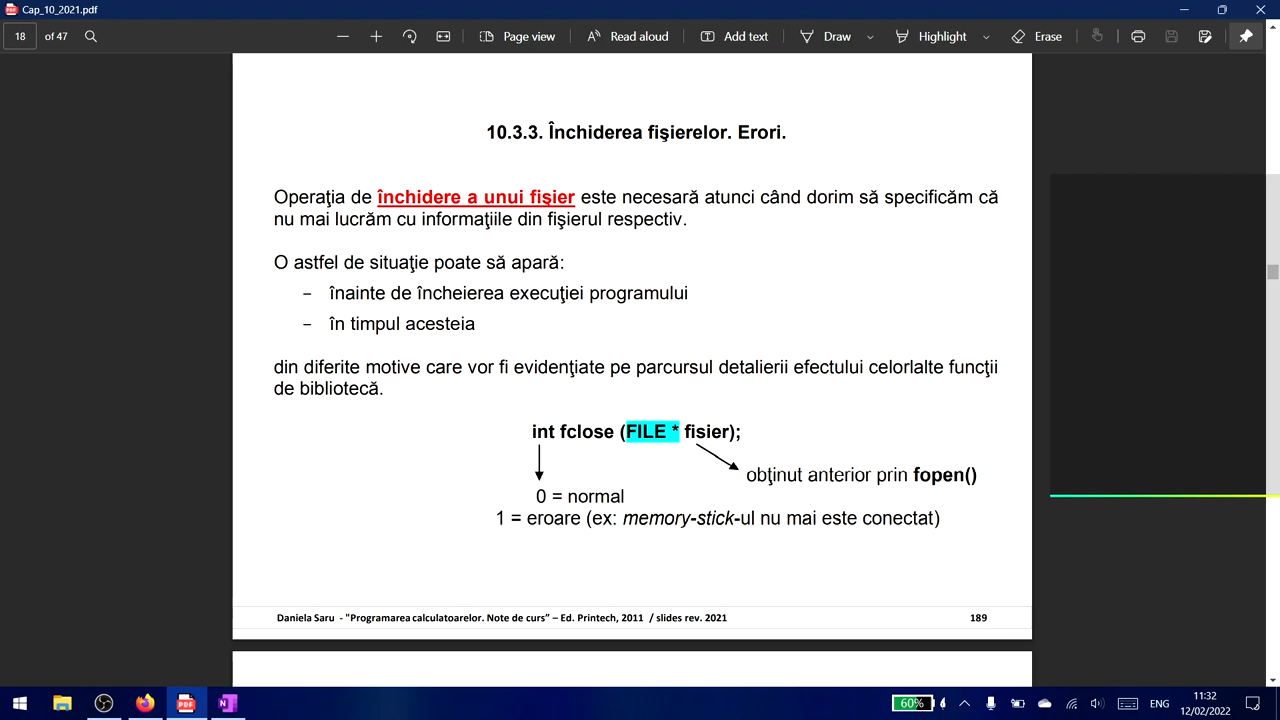 Cap_10_2021.pdf
18 of 47 Page view Read aloud Add text Draw Highlight Erase
10.3.3. Închiderea fişierelor. Erori.
Operaţia de închidere a unui fişier este necesară atunci când dorim să specificăm că
nu mai lucrăm cu informaţiile din fişierul respectiv.
O astfel de situaţie poate să apară:
– înainte de încheierea execuţiei programului
– în timpul acesteia
din diferite motive care vor fi evidenţiate pe parcursul detalierii efectului celorlalte funcţii
de bibliotecă.
int fclose (FILE * fisier);
obţinut anterior prin fopen()
0 = normal
1 = eroare (ex: memory-stick-ul nu mai este conectat)
Daniela Saru - "Programarea calculatoarelor. Note de curs” – Ed. Printech, 2011 / slides rev. 2021 189
60% ENG 11:32
12/02/2022